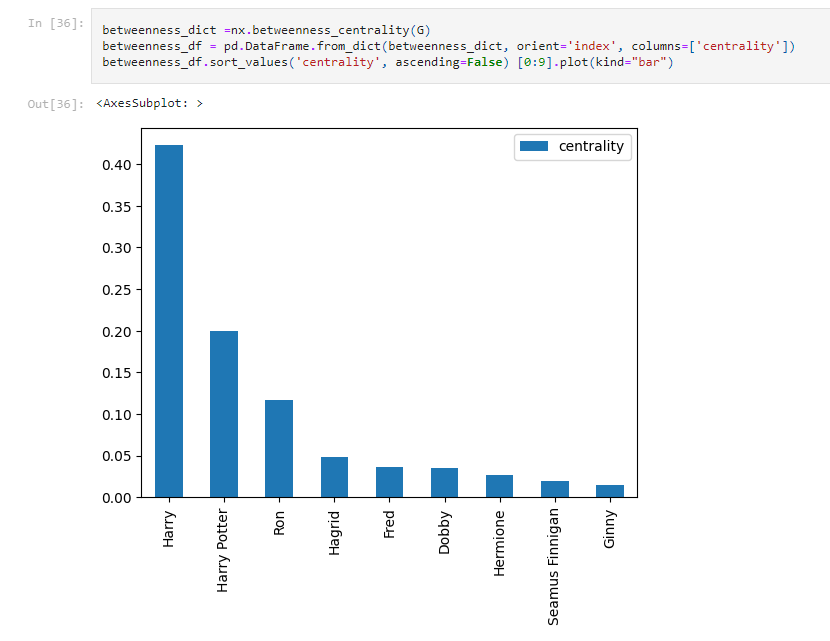 In [36]:
betweenness_dict =nx.betweenness_centrality(G)
betweenness_df = pd.DataFrame.from_dict(betweenness_dict, orient='index', columns=['centrality'])
betweenness_df.sort_values('centrality', ascending=False) [0:9].plot(kind="bar")
Out[36]: <AxesSubplot: >
centrality
0.40
0.35
0.30
0.25
0.20
0.15
0.10
0.05
0.00
Harry
Harry Potter
Ron
Hagrid
Fred
Dobby
Hermione
Seamus Finnigan
Ginny